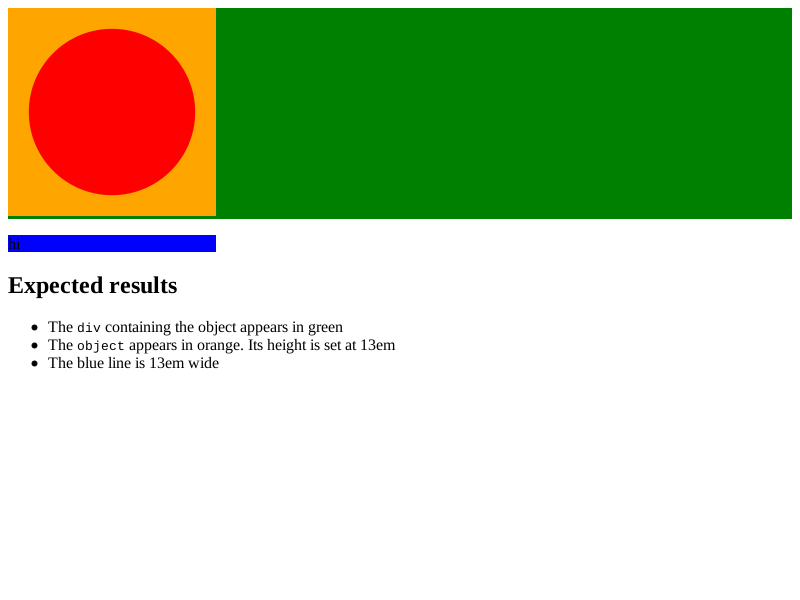 hi
Expected results
The div containing the object appears in green
The object appears in orange. Its height is set at 13em
The blue line is 13em wide